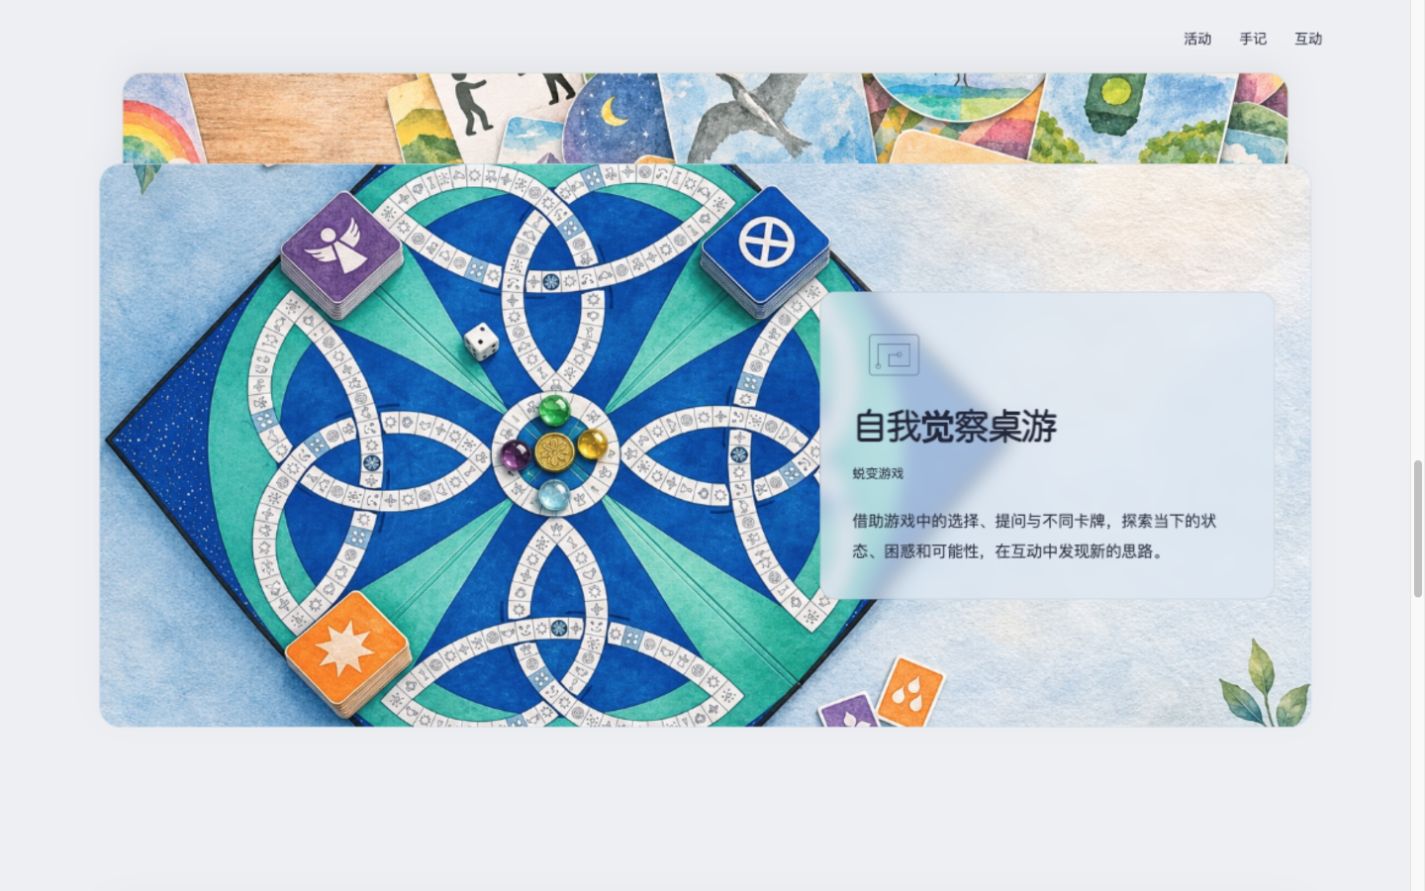 活动 手记 互动
自我觉察桌游
蜕变游戏
借助游戏中的选择、提问与不同卡牌，探索当下的状
态、困惑和可能性，在互动中发现新的思路。